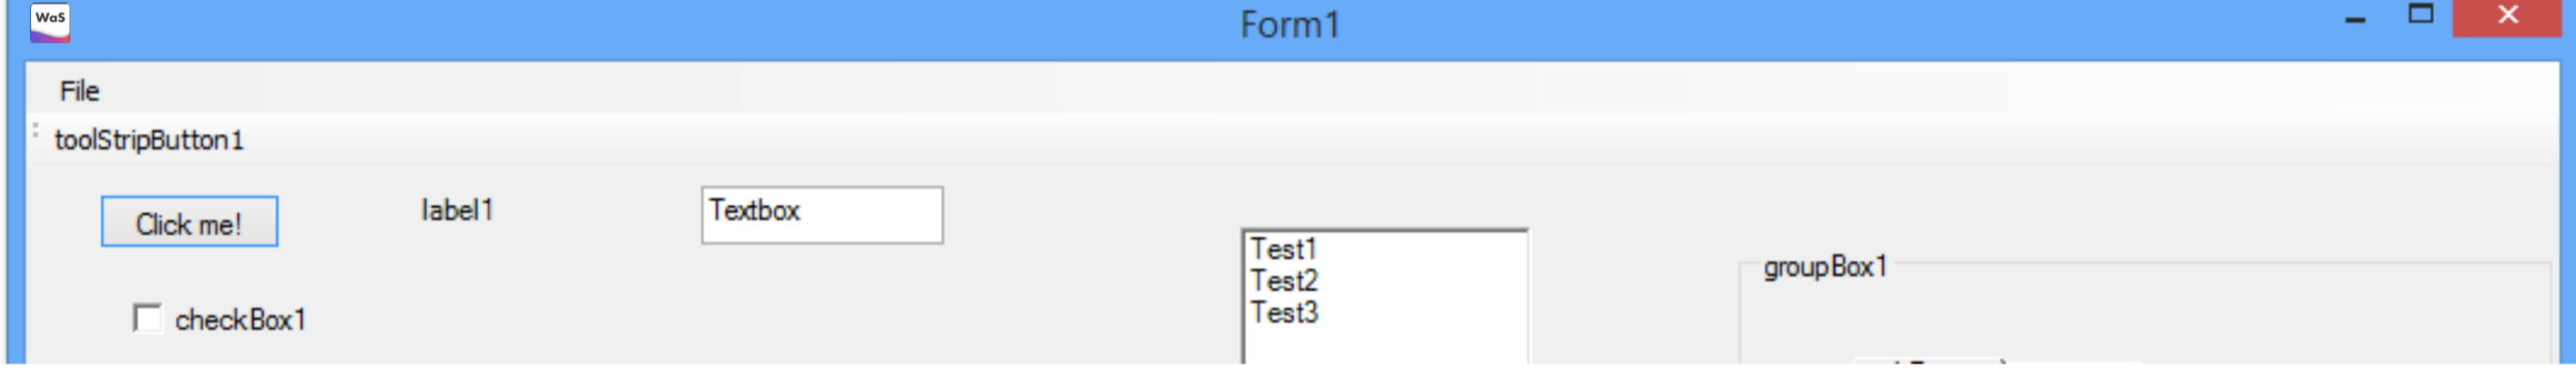 WaS
Form1
File
toolStripButton1
Click me!
label1
Textbox
Test1
Test2
Test3
groupBox1
checkBox1